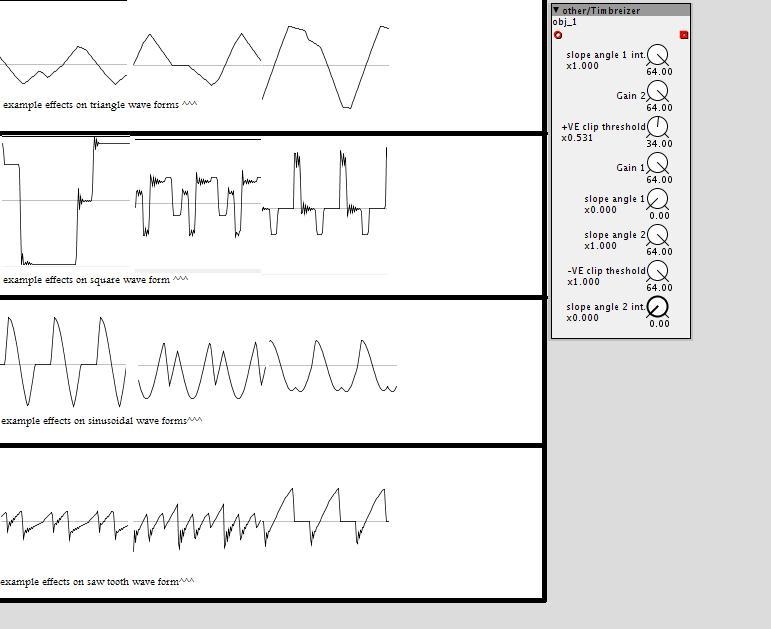 example effects on triangle wave forms ^^^
example effects on square wave form ^^^
example effects on sinusoidal wave forms^^^
example effects on saw tooth wave form^^^
other/Timbreizer
obj_1
slope angle 1 int.
x1.000
64.00
Gain 2
64.00
+VE clip threshold
x0.531
34.00
Gain 1
64.00
slope angle 1
x0.000
0.00
slope angle 2
x1.000
64.00
-VE clip theshold
x1.000
64.00
slope angle 2 int.
x0.000
0.00